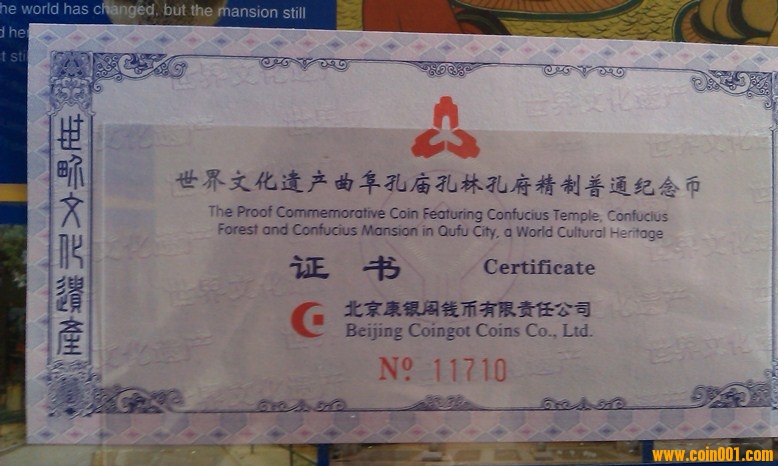 he world has changed, but the mansion still
世界文化遺產
世界文化遗产曲阜孔庙孔林孔府精制普通纪念币
The Proof Commemorative Coin Featuring Confucius Temple, Confucius
Forest and Confucius Mansion in Qufu City, a World Cultural Heritage
证 书 Certificate
北京康银阁钱币有限责任公司
Beijing Coingot Coins Co., Ltd.
Nº 11710
www.coin001.com